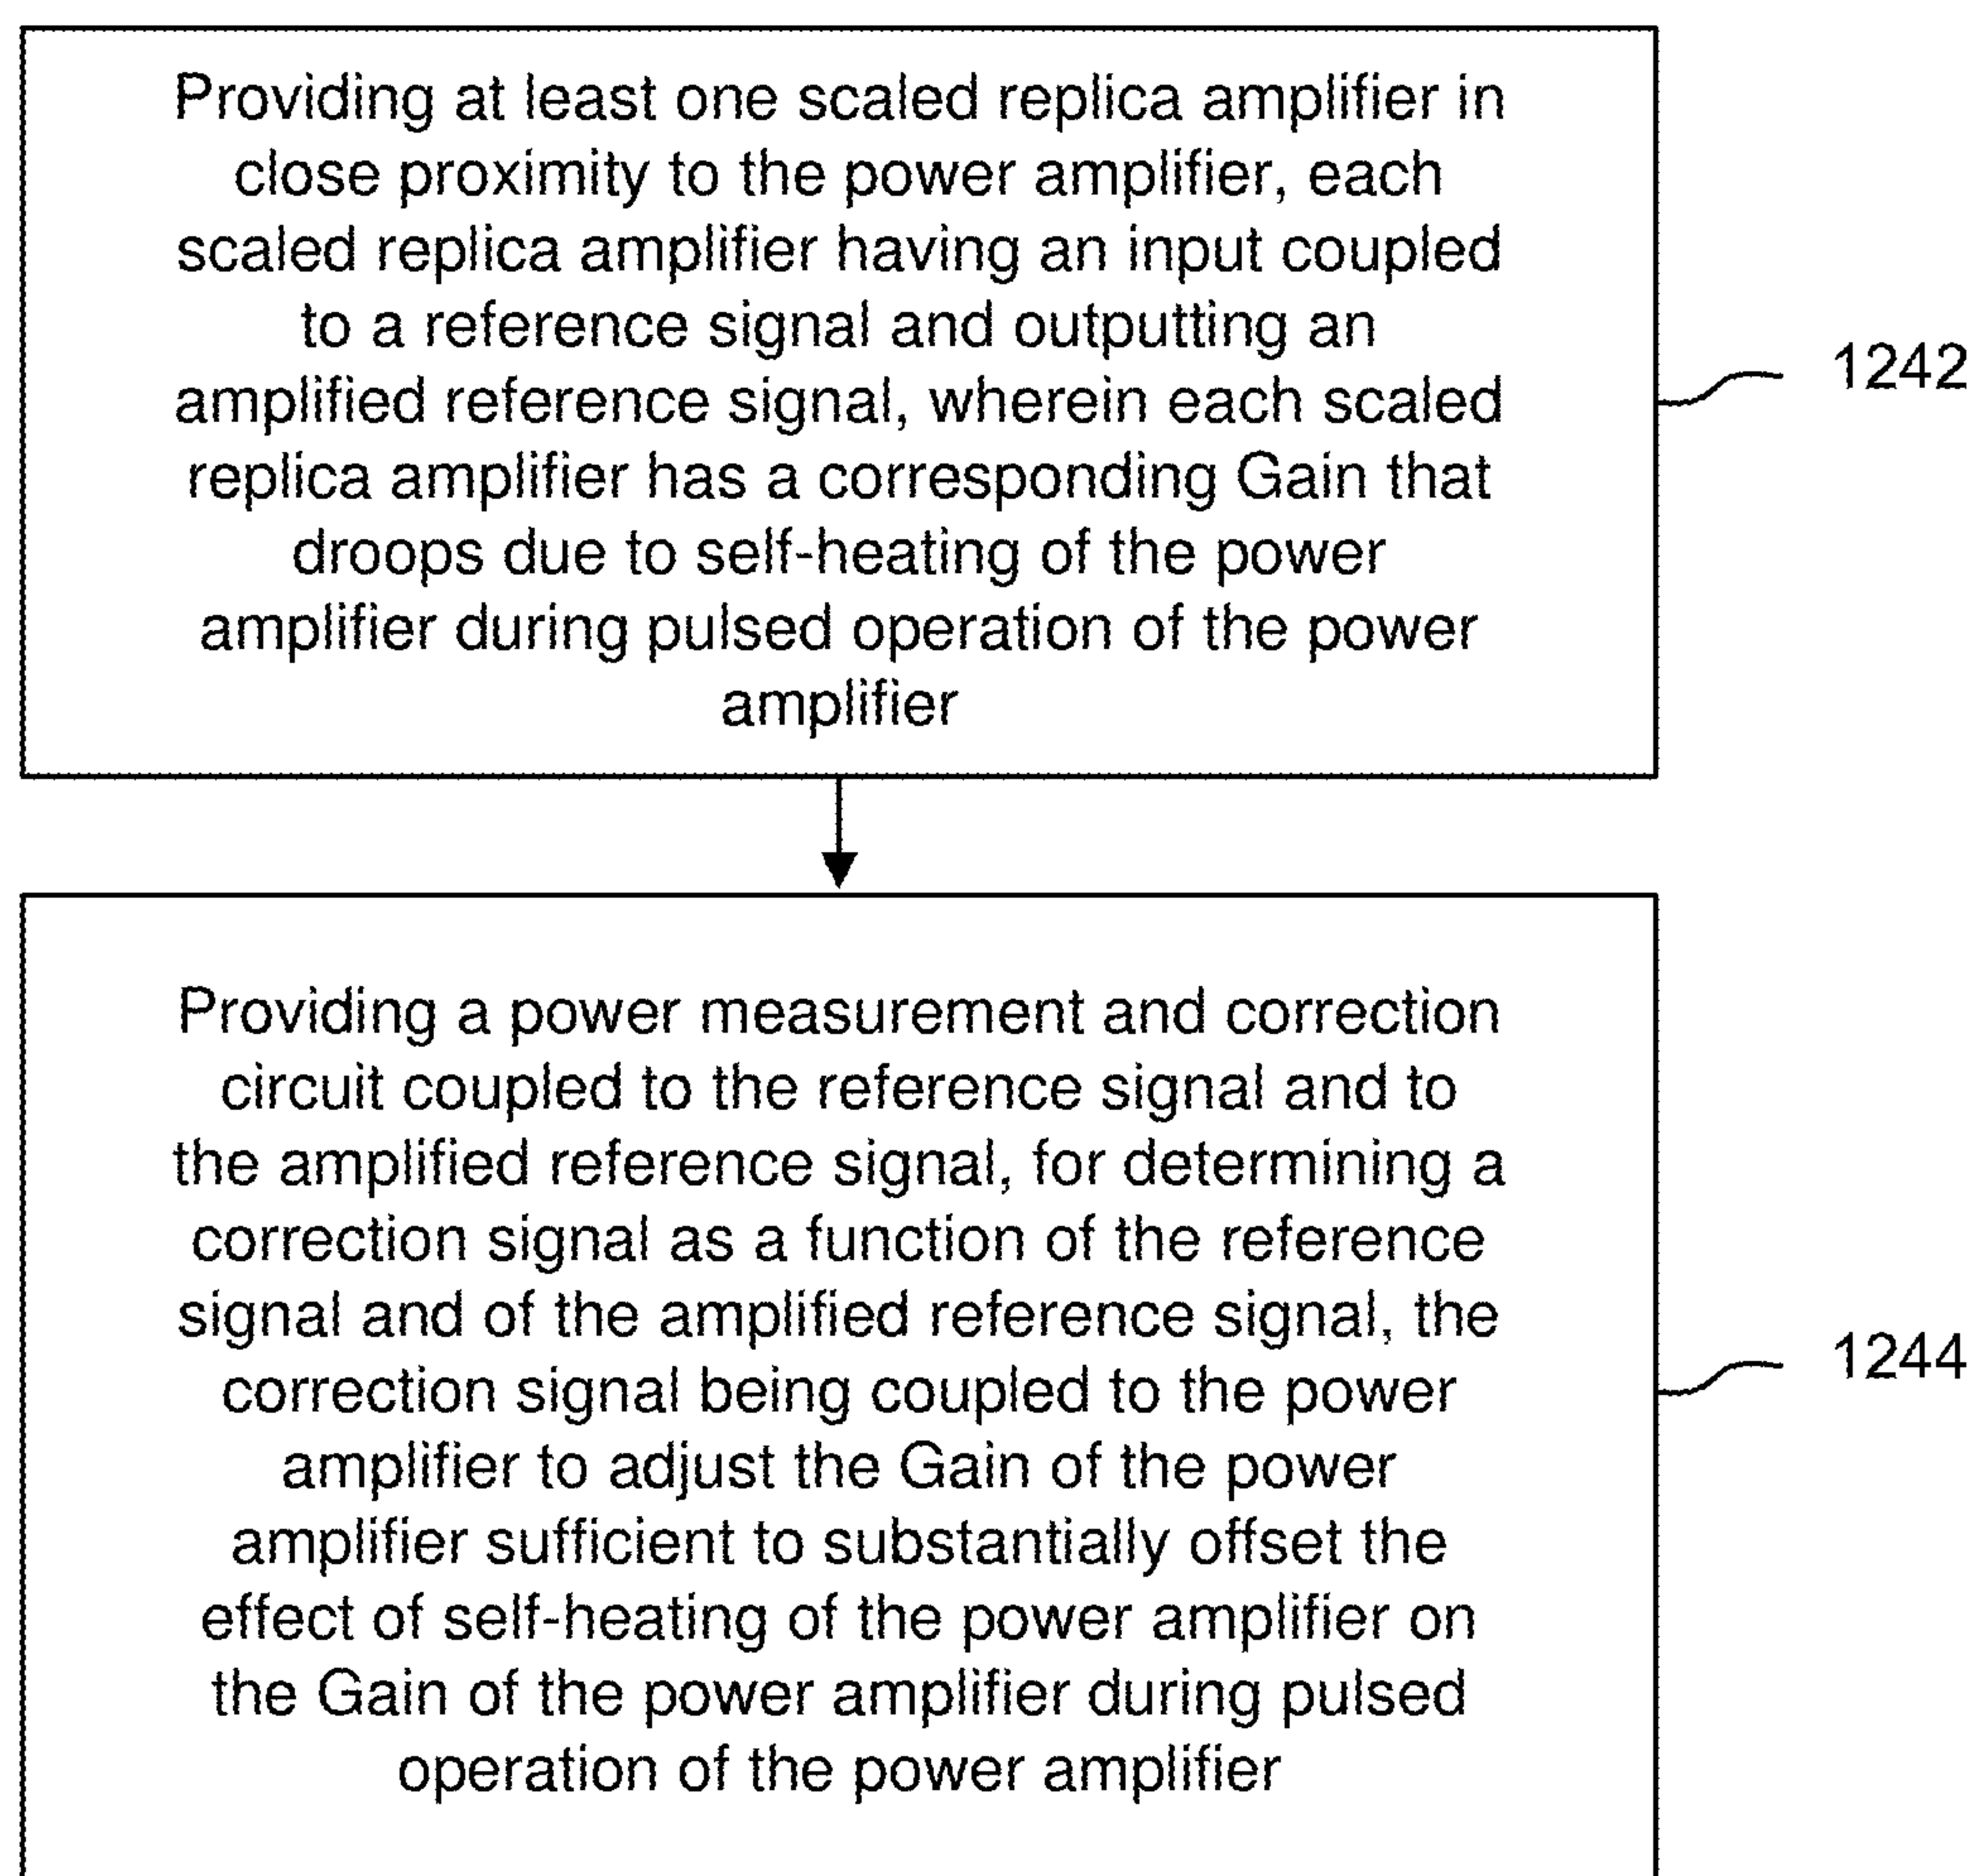 Providing at least one scaled replica amplifier in
close proximity to the power amplifier, each
scaled replica amplifier having an input coupled
to a reference signal and outputting an
amplified reference signal, wherein each scaled
replica amplifier has a corresponding Gain that
droops due to self-heating of the power
amplifier during pulsed operation of the power
amplifier
1242
Providing a power measurement and correction
circuit coupled to the reference signal and to
the amplified reference signal, for determining a
correction signal as a function of the reference
signal and of the amplified reference signal, the
correction signal being coupled to the power
amplifier to adjust the Gain of the power
amplifier sufficient to substantially offset the
effect of self-heating of the power amplifier on
the Gain of the power amplifier during pulsed
operation of the power amplifier
1244